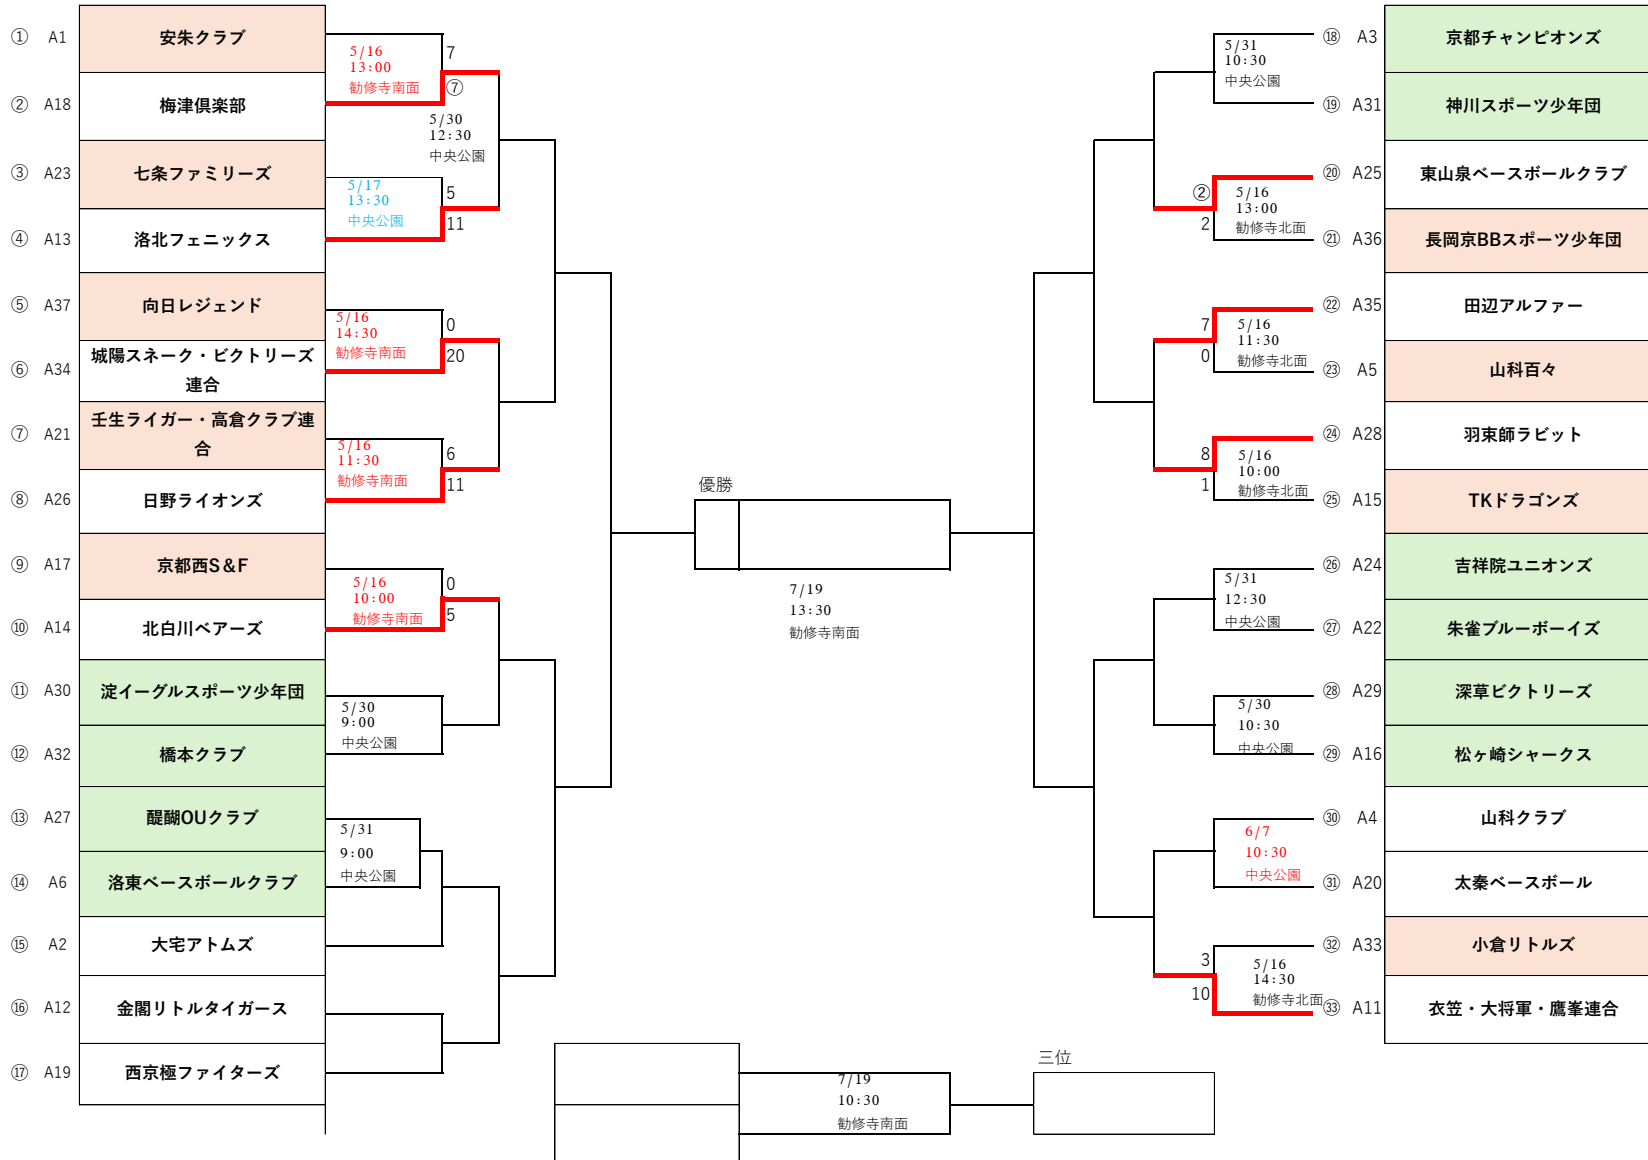 ① A1 安朱クラブ
5/16
13:00
勧修寺南面
7
⑦
② A18 梅津倶楽部
5/30
12:30
中央公園
③ A23 七条ファミリーズ
5/17
13:30
中央公園
5
11
④ A13 洛北フェニックス
⑤ A37 向日レジェンド
5/16
14:30
勧修寺南面
0
20
⑥ A34 城陽スネーク・ビクトリーズ
連合
⑦ A21 壬生ライガー・高倉クラブ連
合
5/16
11:30
勧修寺南面
6
11
⑧ A26 日野ライオンズ
⑨ A17 京都西S&F
5/16
10:00
勧修寺南面
0
5
⑩ A14 北白川ベアーズ
⑪ A30 淀イーグルスポーツ少年団
5/30
9:00
中央公園
⑫ A32 橋本クラブ
⑬ A27 醍醐OUクラブ
5/31
9:00
中央公園
⑭ A6 洛東ベースボールクラブ
⑮ A2 大宅アトムズ
⑯ A12 金閣リトルタイガース
⑰ A19 西京極ファイターズ
優勝
7/19
13:30
勧修寺南面
三位
7/19
10:30
勧修寺南面
⑱ A3 京都チャンピオンズ
5/31
10:30
中央公園
⑲ A31 神川スポーツ少年団
⑳ A25 東山泉ベースボールクラブ
②
2
5/16
13:00
勧修寺北面
㉑ A36 長岡京BBスポーツ少年団
㉒ A35 田辺アルファー
7
0
5/16
11:30
勧修寺北面
㉓ A5 山科百々
㉔ A28 羽束師ラビット
8
1
5/16
10:00
勧修寺北面
㉕ A15 TKドラゴンズ
㉖ A24 吉祥院ユニオンズ
5/31
12:30
中央公園
㉗ A22 朱雀ブルーボーイズ
㉘ A29 深草ビクトリーズ
5/30
10:30
中央公園
㉙ A16 松ヶ崎シャークス
㉚ A4 山科クラブ
6/7
10:30
中央公園
㉛ A20 太秦ベースボール
㉜ A33 小倉リトルズ
3
10
5/16
14:30
勧修寺北面
㉝ A11 衣笠・大将軍・鷹峯連合